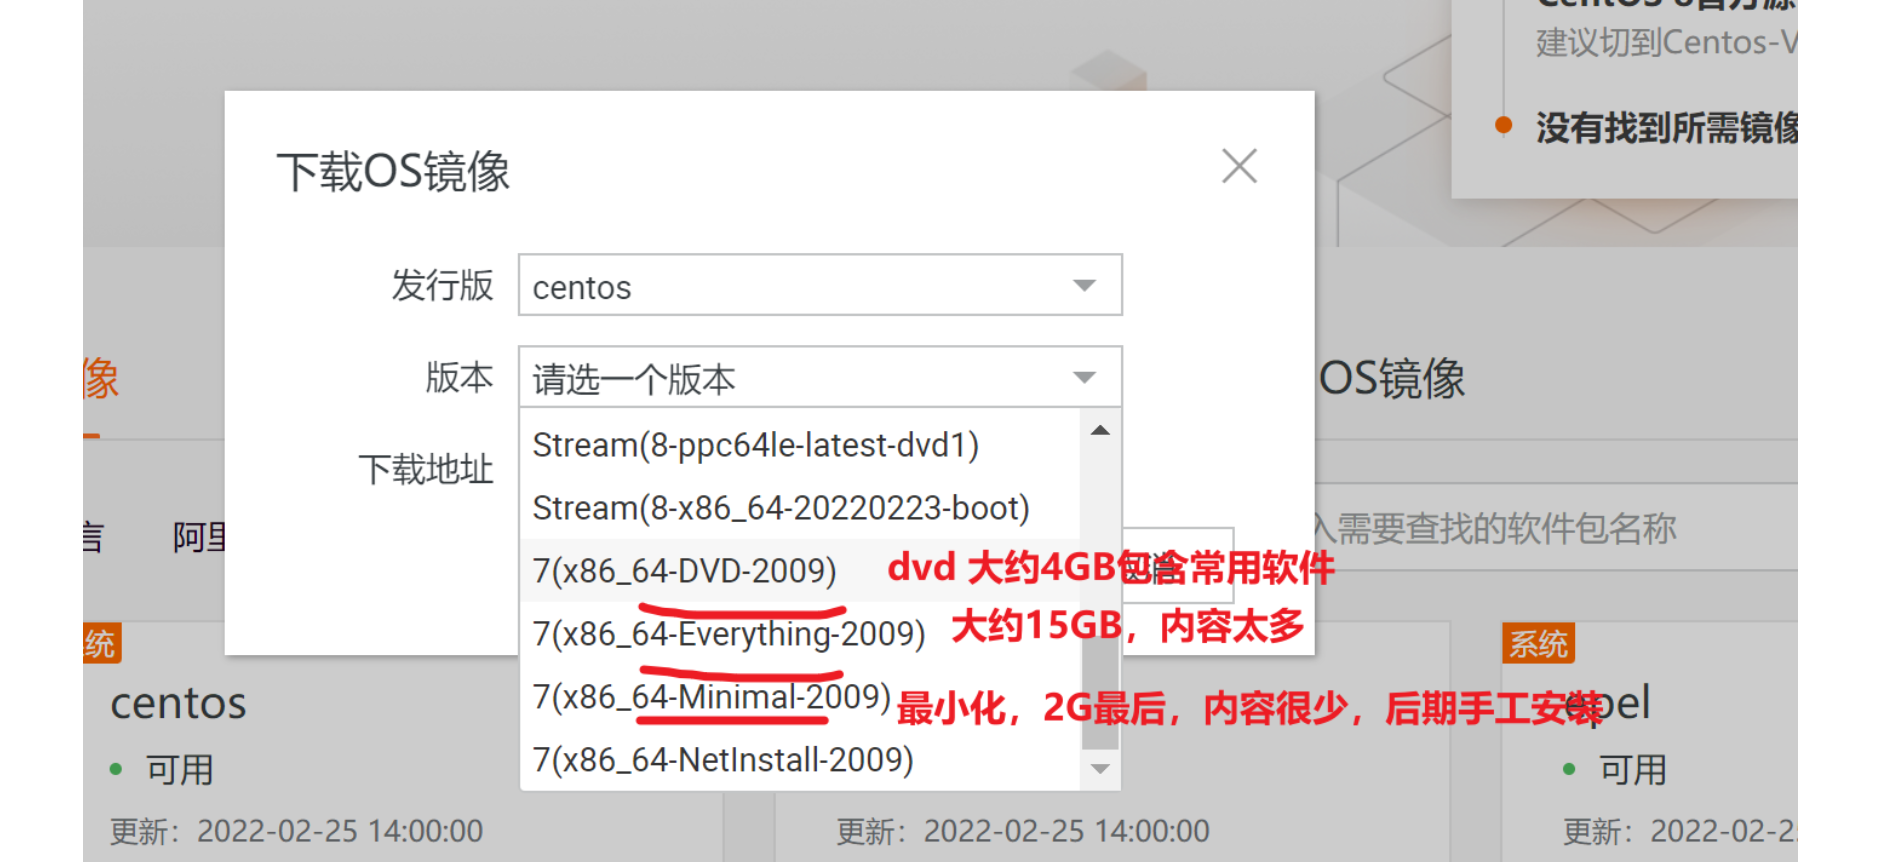 建议切到Centos-V
没有找到所需镜像
下载OS镜像
发行版 centos
版本 请选一个版本
像
OS镜像
下载地址
Stream(8-ppc64le-latest-dvd1)
Stream(8-x86_64-20220223-boot)
言 阿里
入需要查找的软件包名称
7(x86_64-DVD-2009) dvd 大约4GB包含常用软件
7(x86_64-Everything-2009) 大约15GB，内容太多
7(x86_64-Minimal-2009) 最小化，2G最后，内容很少，后期手工安装
7(x86_64-NetInstall-2009)
统
系统
centos
epel
可用
可用
更新：2022-02-25 14:00:00
更新：2022-02-25 14:00:00
更新：2022-02-2